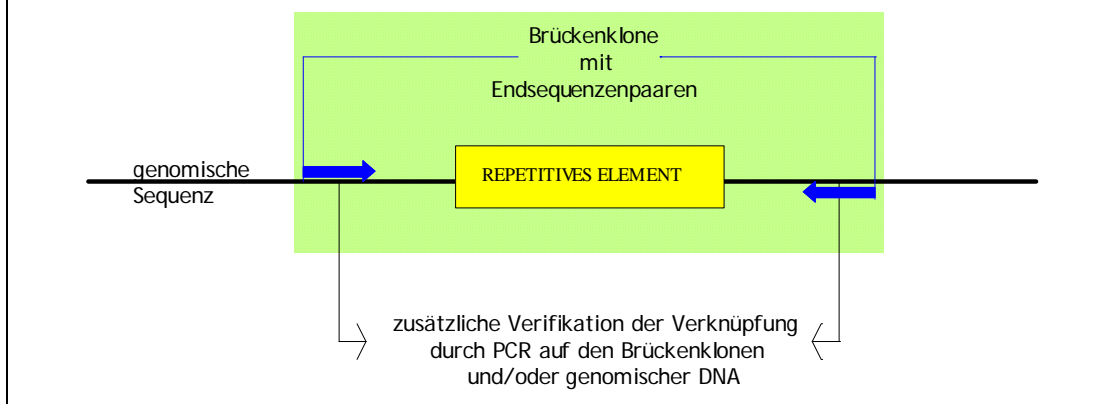 Brückenklone
mit
Endsequenzenpaaren
genomische
Sequenz
REPETITIVES ELEMENT
zusätzliche Verifikation der Verknüpfung
durch PCR auf den Brückenklonen
und/oder genomischer DNA